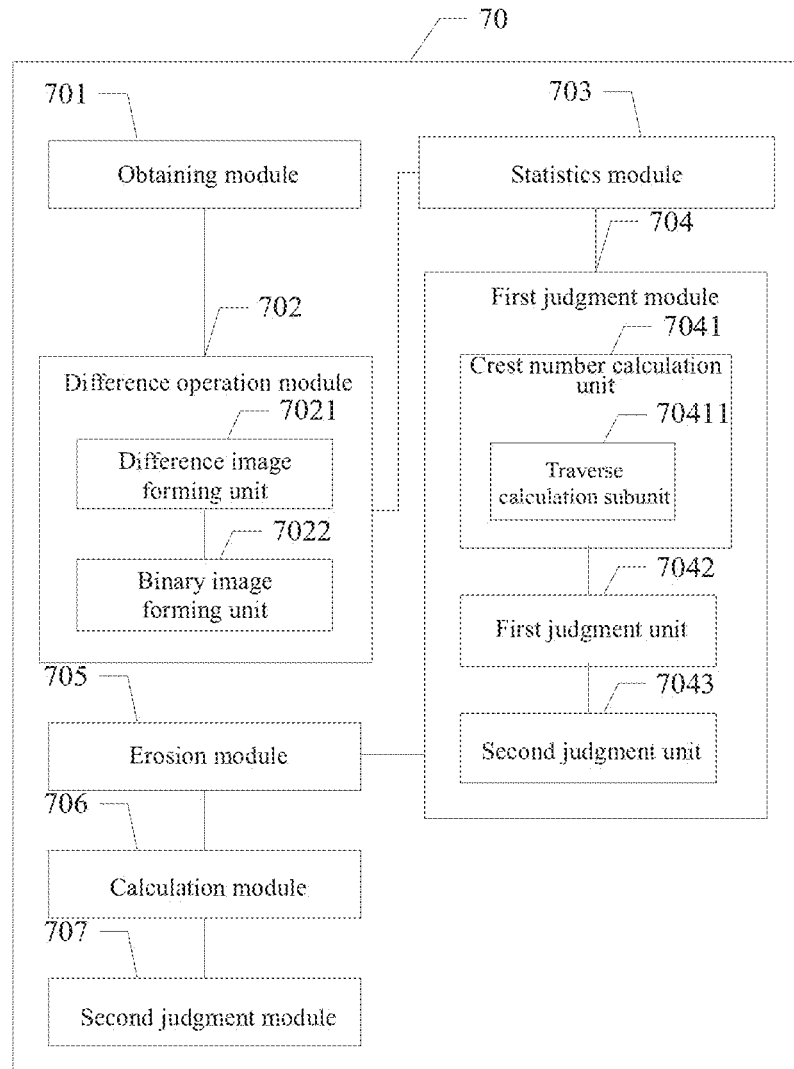 70
701
Obtaining module
703
Statistics module
704
First judgment module
702
Difference operation module
7021
Difference image
forming unit
7022
Binary image
forming unit
7041
Crest number calculation
unit
70411
Traverse
calculation subunit
7042
First judgment unit
7043
Second judgment unit
705
Erosion module
706
Calculation module
707
Second judgment module